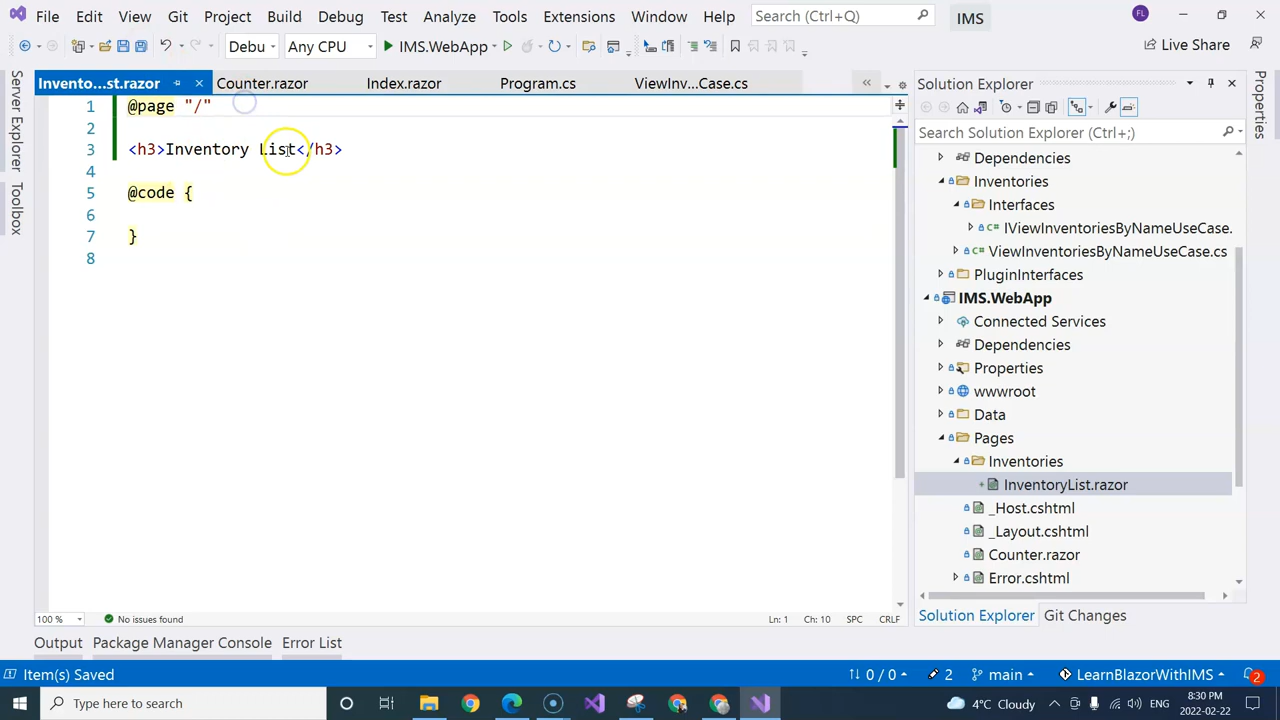 File Edit View Git Project Build Debug Test Analyze Tools Extensions Window Help Search (Ctrl+Q) IMS FL
Debu Any CPU IMS.WebApp Live Share
Invento...st.razor Counter.razor Index.razor Program.cs ViewInv...Case.cs
Server Explorer
Toolbox
1 @page "/"
2
3 <h3>Inventory List</h3>
4
5 @code {
6
7 }
8
100 % No issues found Ln: 1 Ch: 10 SPC CRLF
Solution Explorer
Search Solution Explorer (Ctrl+;)
Dependencies
Inventories
Interfaces
C# IViewInventoriesByNameUseCase.
C# ViewInventoriesByNameUseCase.cs
PluginInterfaces
IMS.WebApp
Connected Services
Dependencies
Properties
wwwroot
Data
Pages
Inventories
+ InventoryList.razor
_Host.cshtml
_Layout.cshtml
Counter.razor
Error.cshtml
Solution Explorer Git Changes
Properties
Output Package Manager Console Error List
Item(s) Saved 0 / 0 2 main LearnBlazorWithIMS 2
Type here to search 4°C Cloudy 8:30 PM
2022-02-22